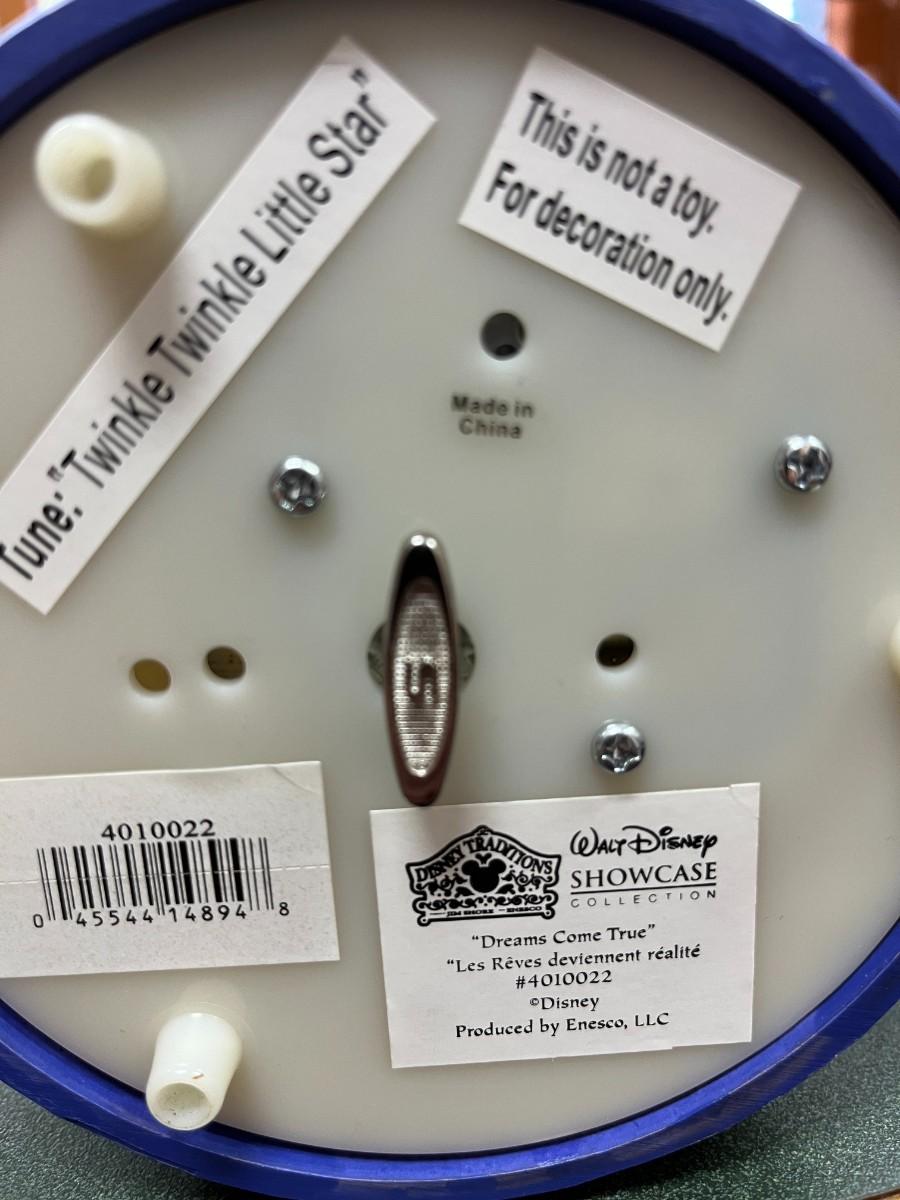 Tune: "Twinkle Twinkle Little Star"
This is not a toy.
For decoration only.
Made in
China
4010022
0 45544 14894 8
DISNEY TRADITIONS
JIM SHORE ENESCO
WALT DISNEY
SHOWCASE
COLLECTION
"Dreams Come True"
"Les Rêves deviennent réalité
#4010022
©Disney
Produced by Enesco, LLC